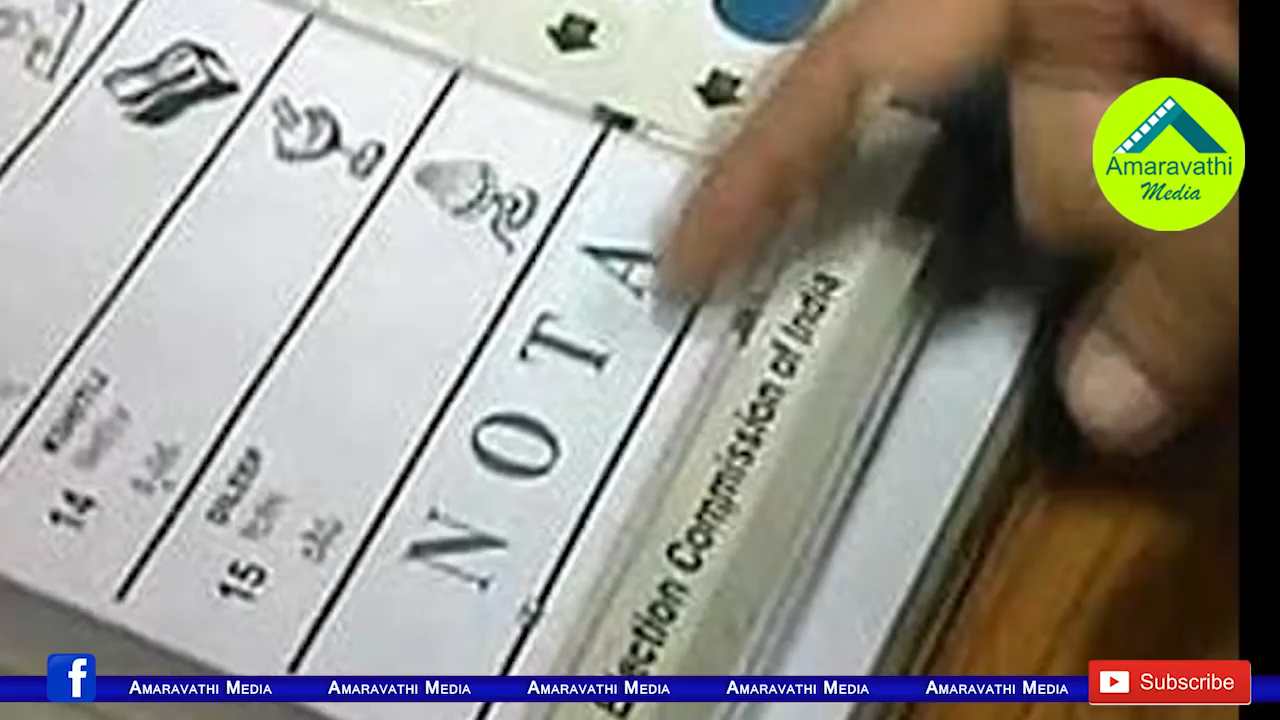 14
15
DILEEP
NOTA
Election Commission of India
Amaravathi
Media
AMARAVATHI MEDIA AMARAVATHI MEDIA AMARAVATHI MEDIA AMARAVATHI MEDIA AMARAVATHI MEDIA
Subscribe